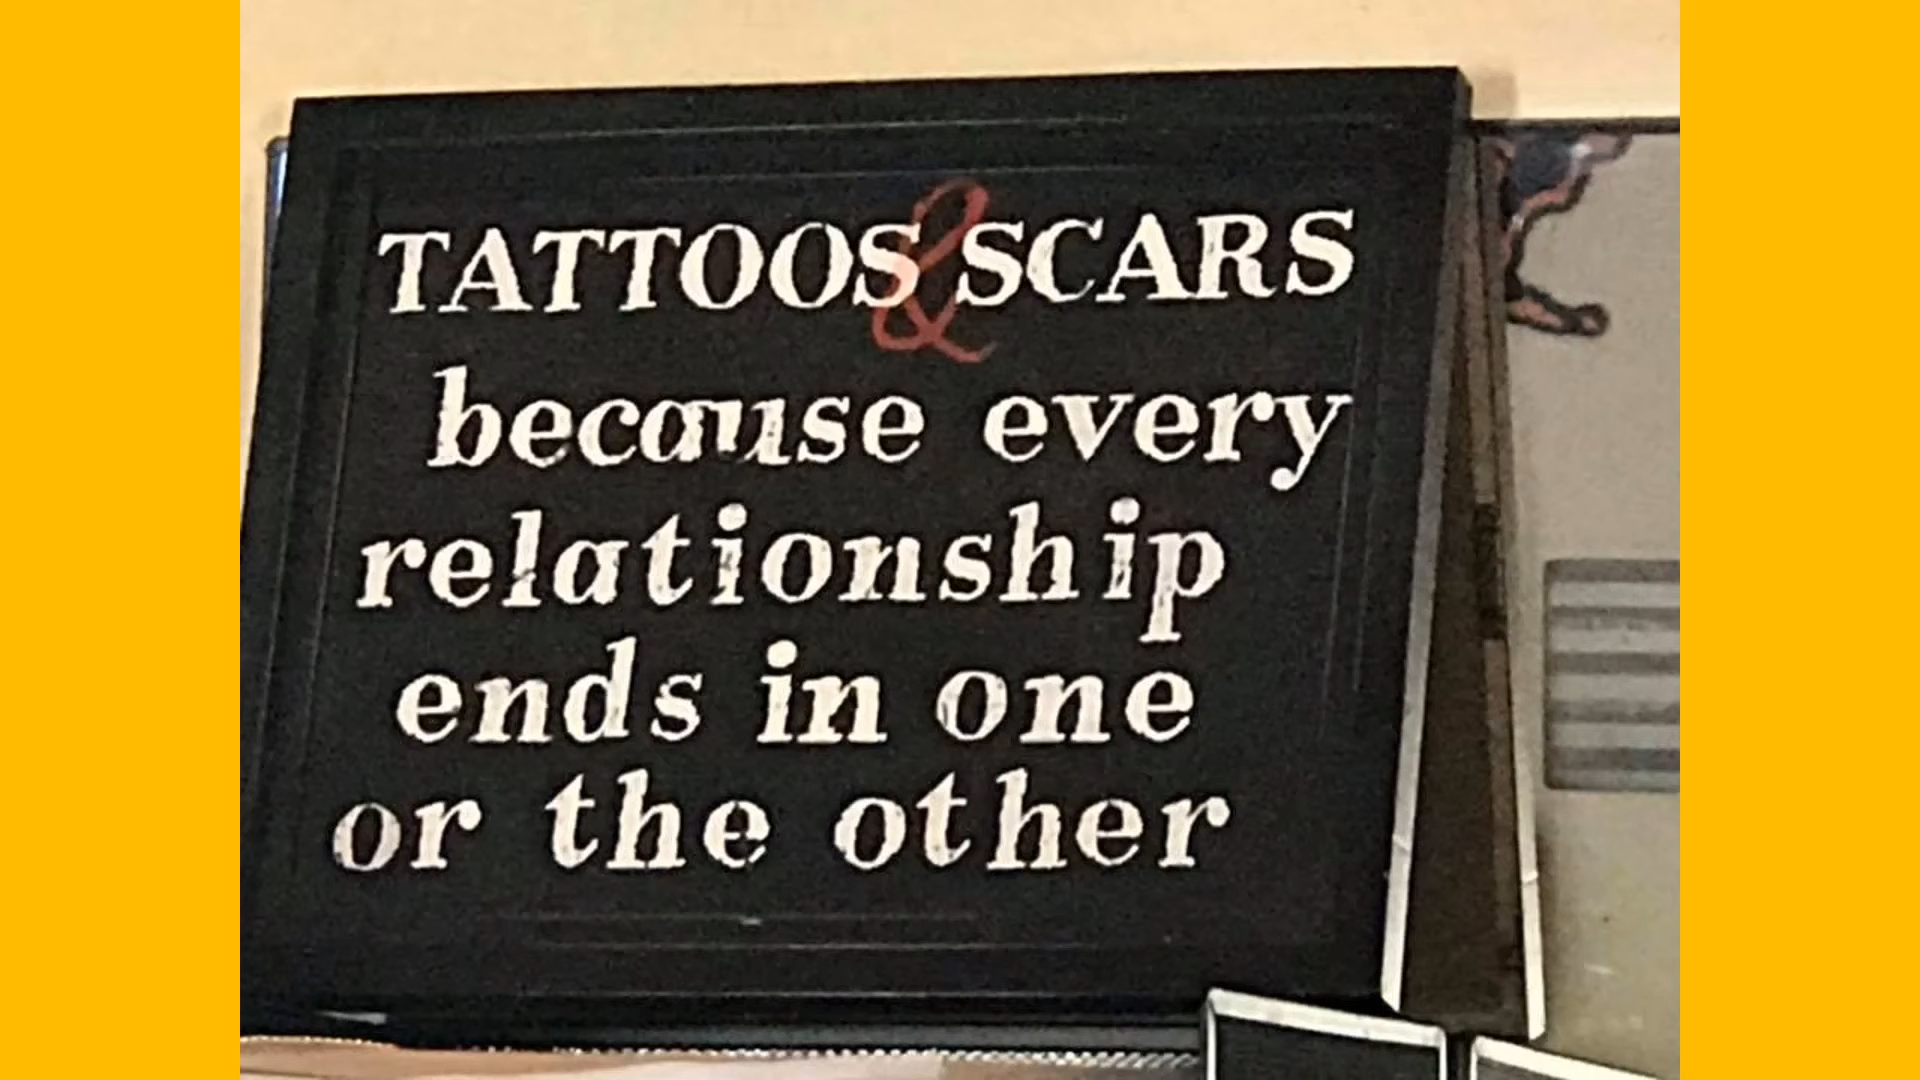 TATTOOS & SCARS
because every
relationship
ends in one
or the other